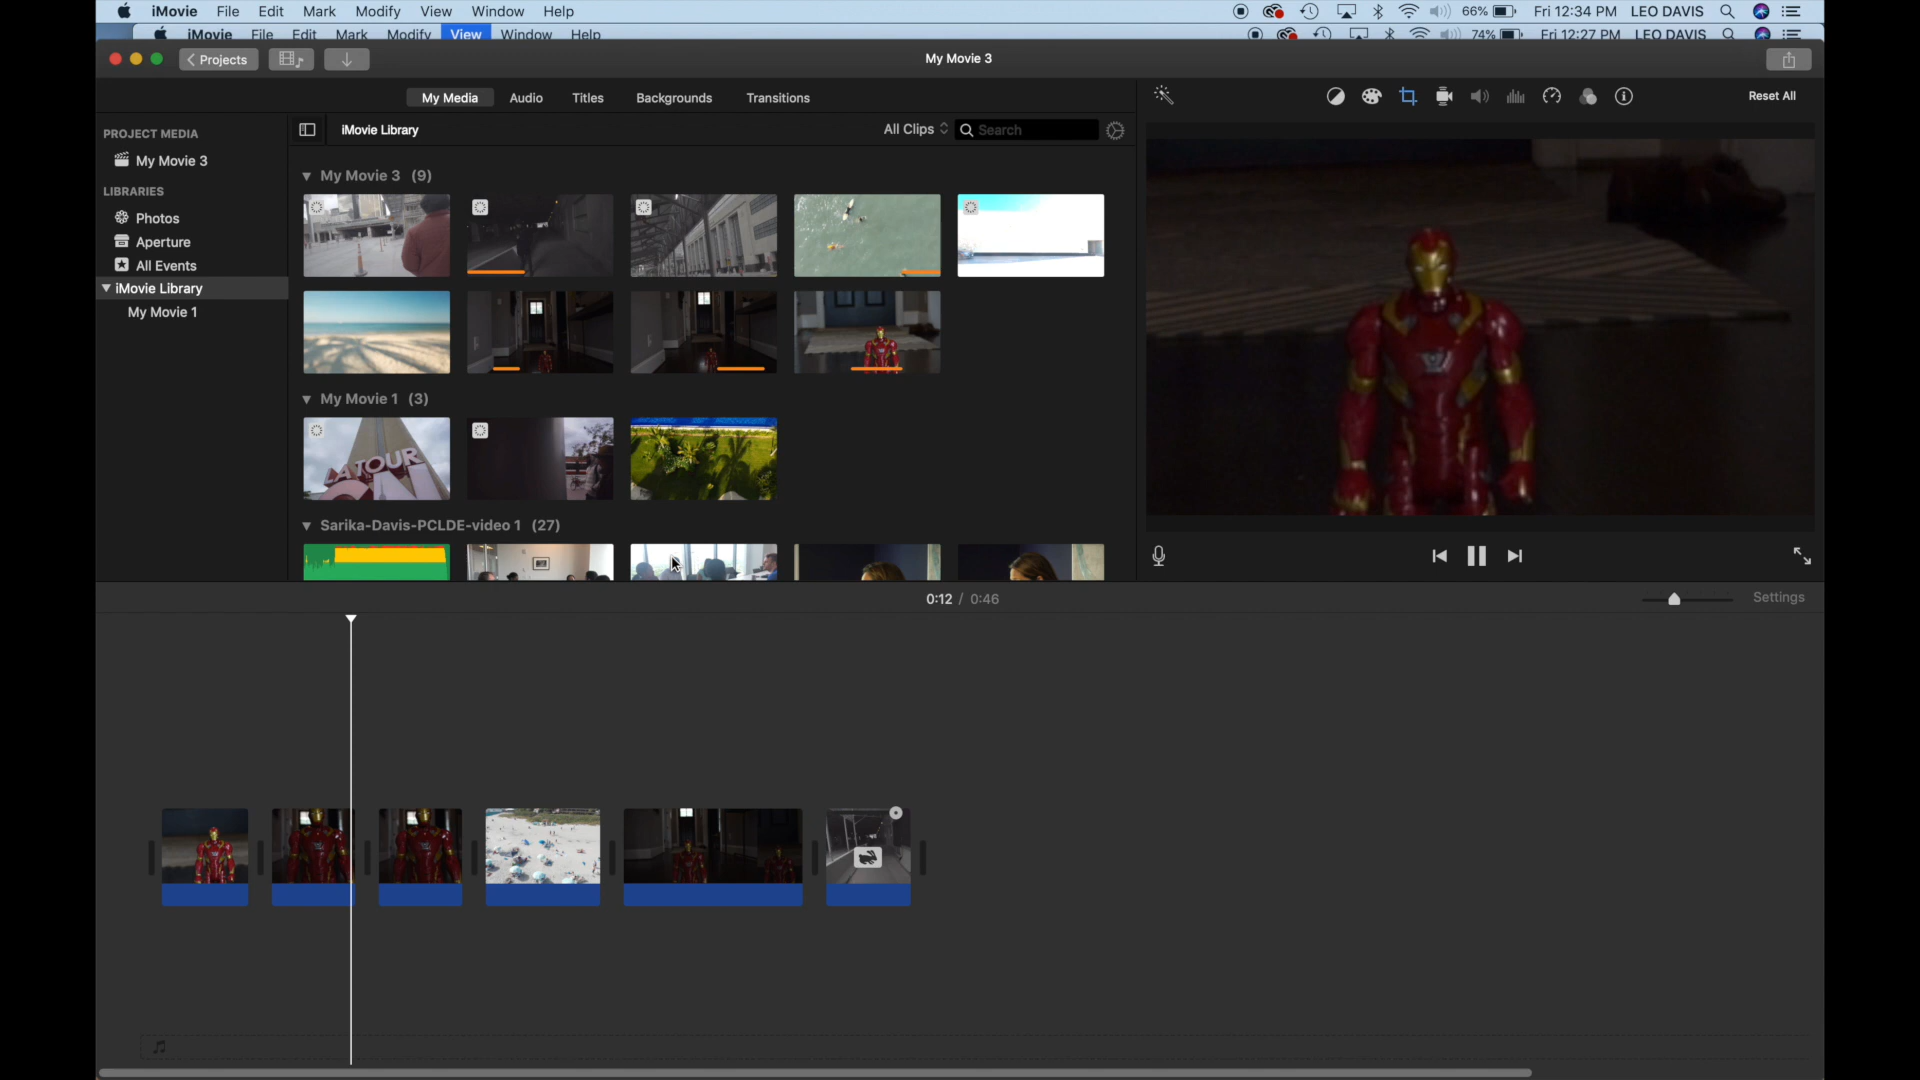 iMovie File Edit Mark Modify View Window Help 66% Fri 12:34 PM LEO DAVIS
iMovie File Edit Mark Modify View Window Help 74% Fri 12:27 PM LEO DAVIS
Projects My Movie 3
My Media Audio Titles Backgrounds Transitions Reset All
PROJECT MEDIA
My Movie 3
LIBRARIES
Photos
Aperture
All Events
iMovie Library
My Movie 1
iMovie Library All Clips Search
My Movie 3 (9)
My Movie 1 (3)
A TOUR
CN
Sarika-Davis-PCLDE-video 1 (27)
0:12 / 0:46 Settings